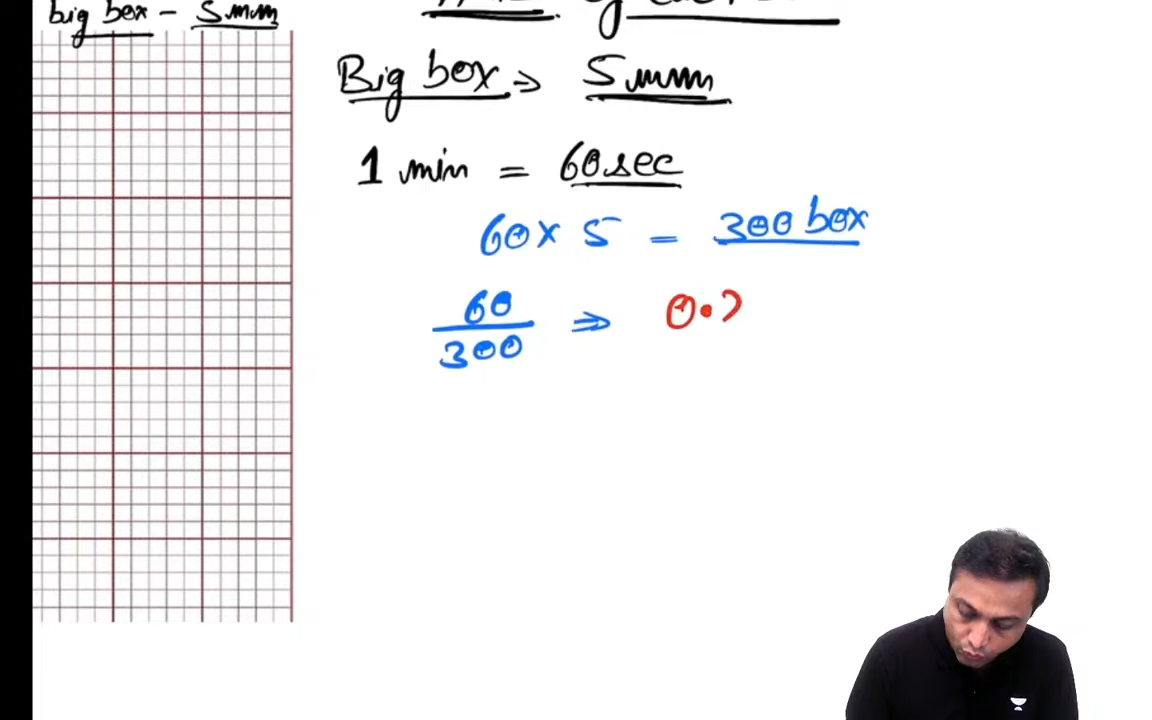 big box - 5mm
Big box ⇒ 5mm
1 min = 60sec
60 x 5 = 300 box
60
300 ⇒ 0.2